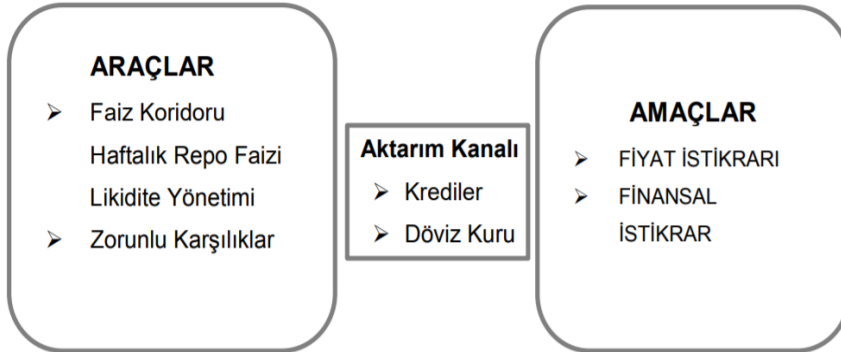 ARAÇLAR
➢ Faiz Koridoru
Haftalık Repo Faizi
Likidite Yönetimi
➢ Zorunlu Karşılıklar
Aktarım Kanalı
➢ Krediler
➢ Döviz Kuru
AMAÇLAR
➢ FİYAT İSTİKRARI
➢ FİNANSAL
İSTİKRAR